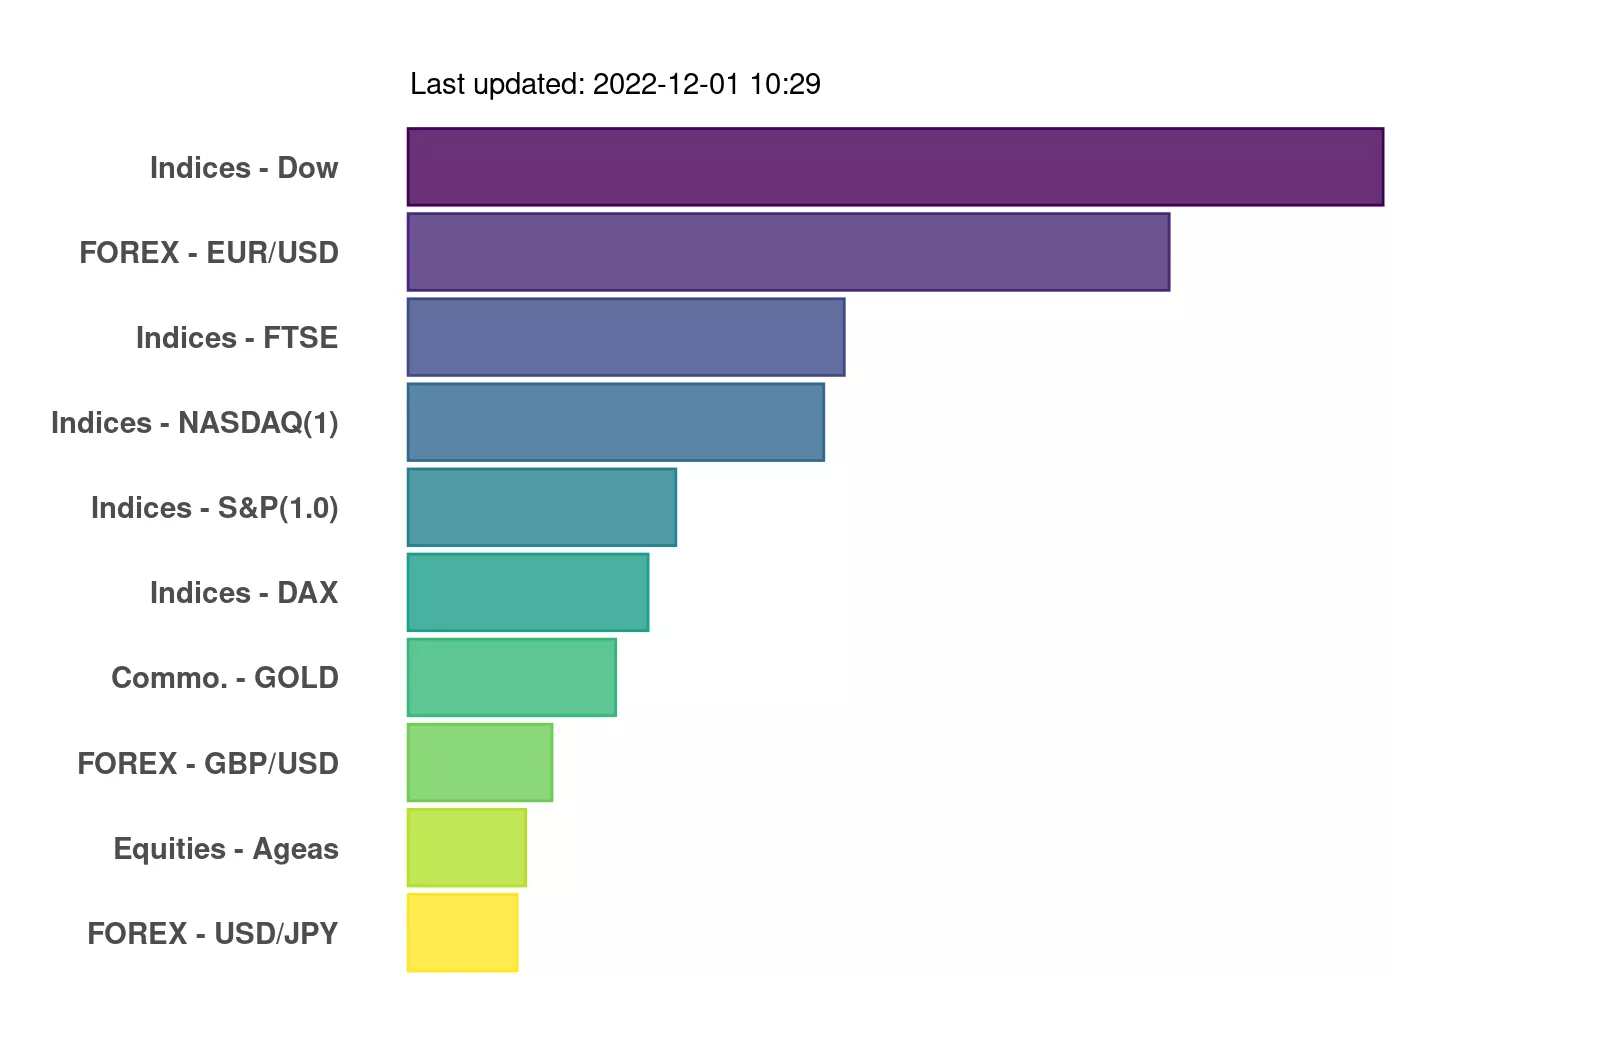 Last updated: 2022-12-01 10:29
Indices - Dow
FOREX - EUR/USD
Indices - FTSE
Indices - NASDAQ(1)
Indices - S&P(1.0)
Indices - DAX
Commo. - GOLD
FOREX - GBP/USD
Equities - Ageas
FOREX - USD/JPY